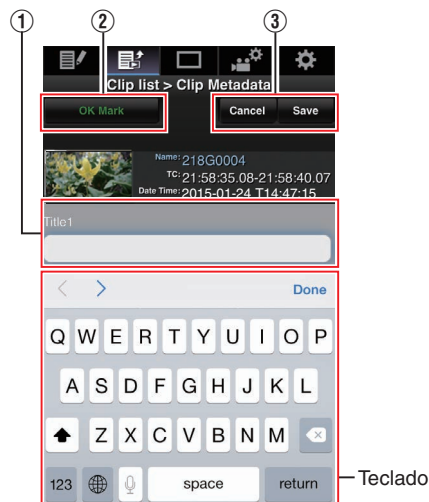 ① ② ③
Clip list > Clip Metadata
OK Mark Cancel Save
Name: 218G0004
TC: 21:58:35.08-21:58:40.07
Date Time: 2015-01-24 T14:47:15
Title1
Done
Q W E R T Y U I O P
A S D F G H J K L
Z X C V B N M
123 space return
Teclado